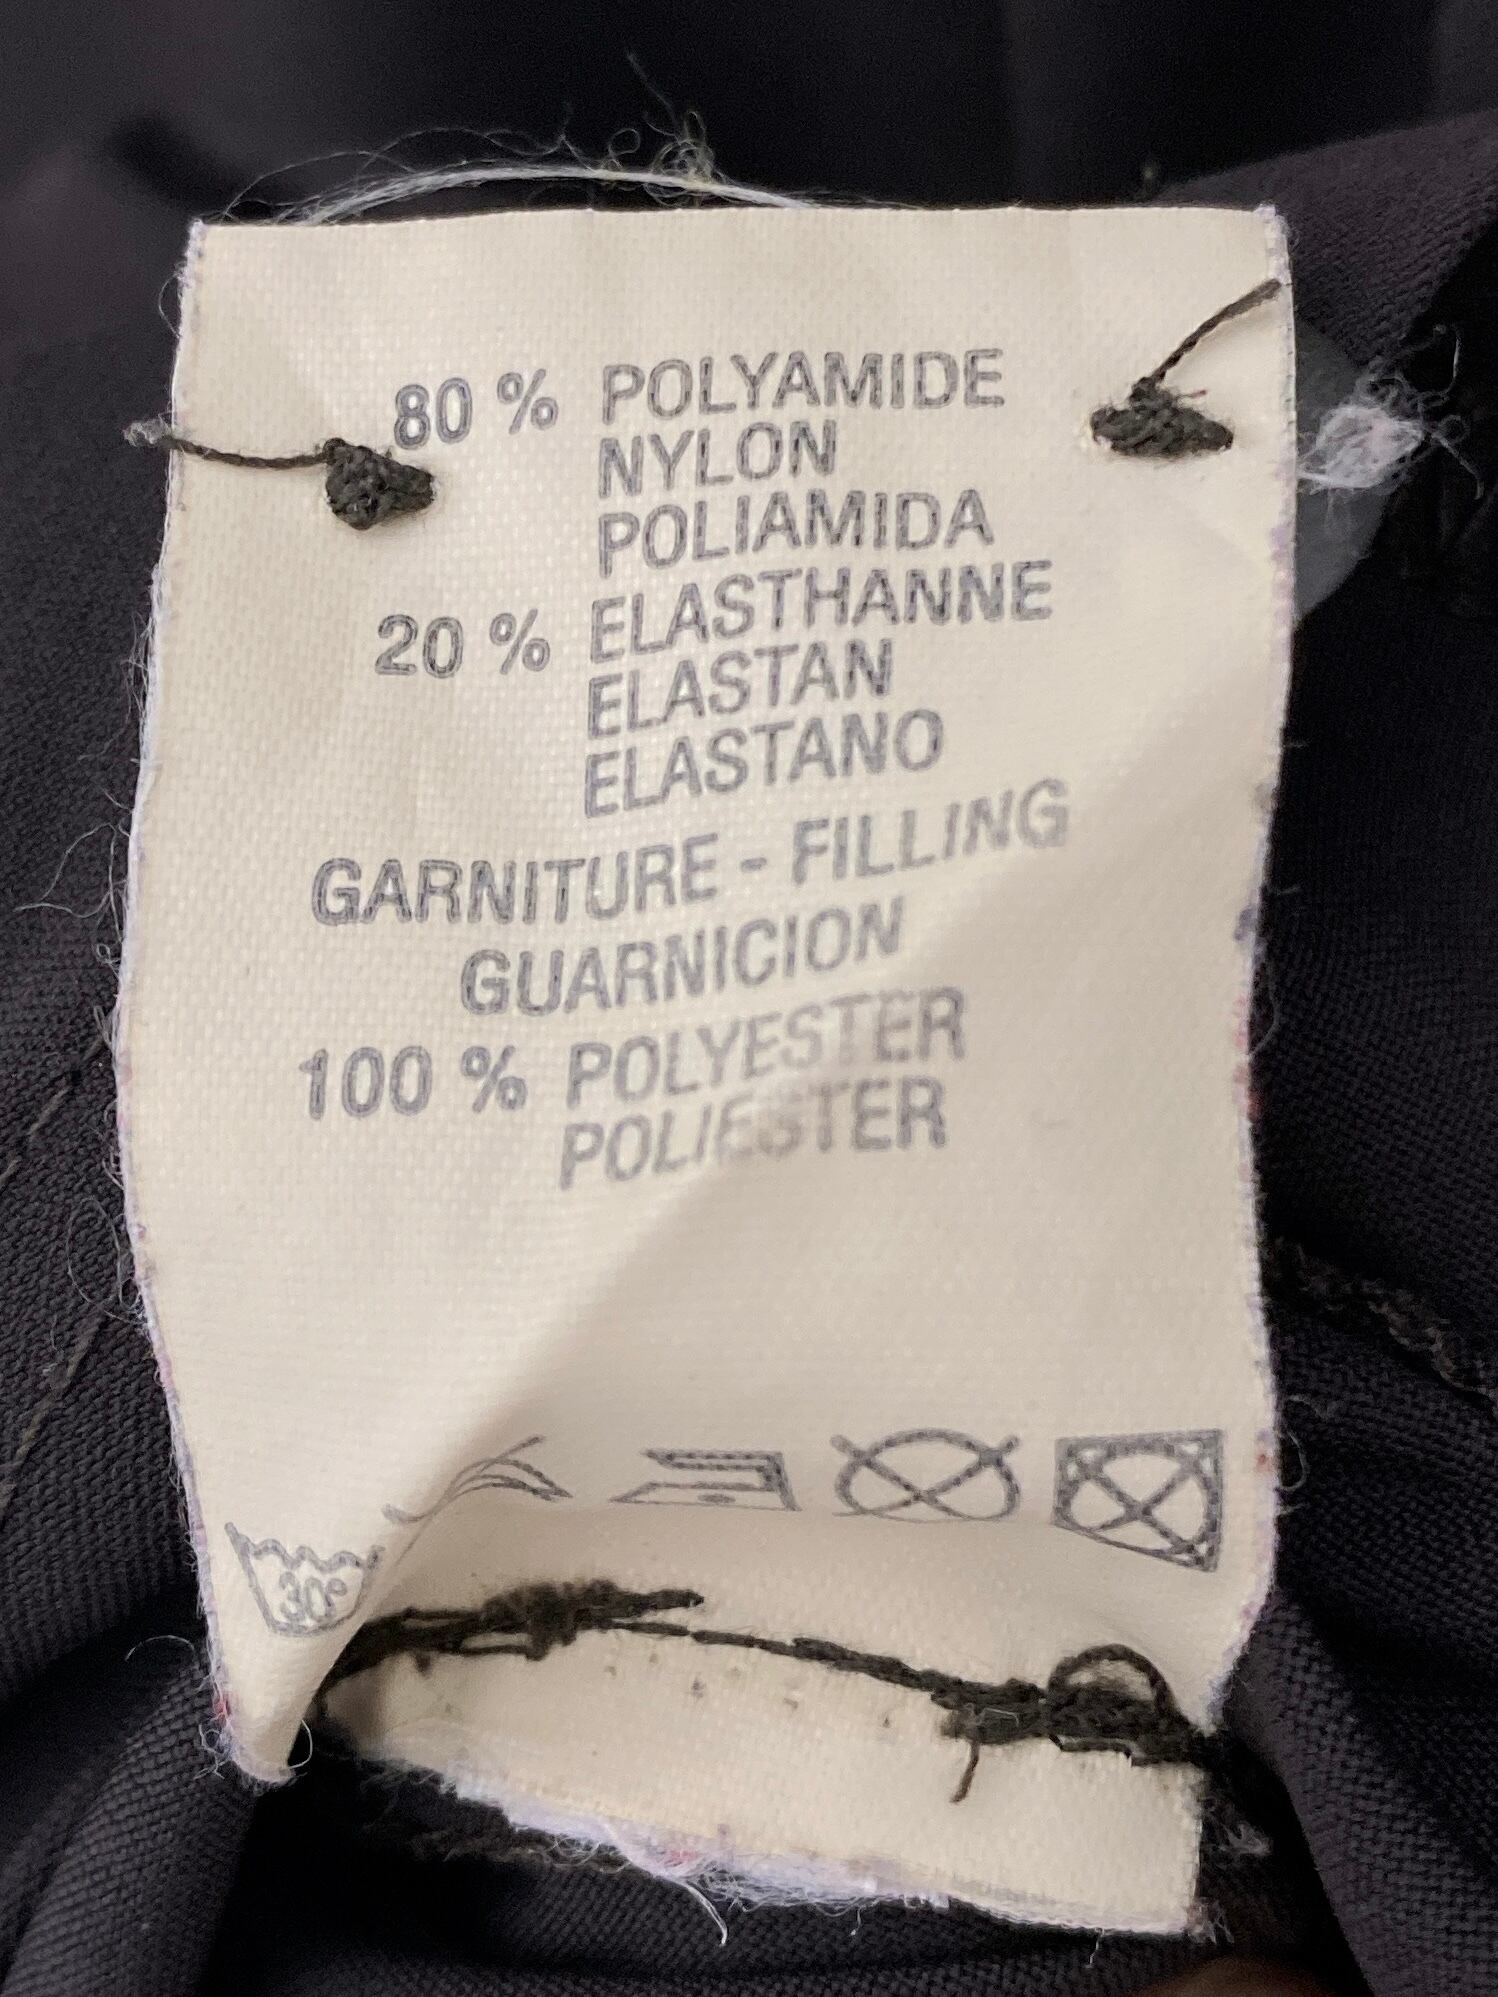 80 % POLYAMIDE
NYLON
POLIAMIDA
20 % ELASTHANNE
ELASTAN
ELASTANO
GARNITURE - FILLING
GUARNICION
100 % POLYESTER
POLIESTER
30°